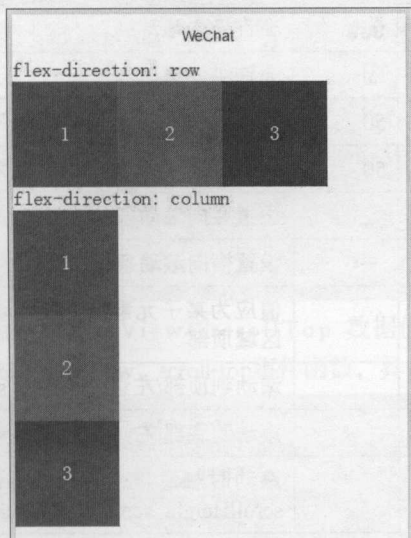 WeChat
flex-direction: row
1 2 3
flex-direction: column
1
2
3